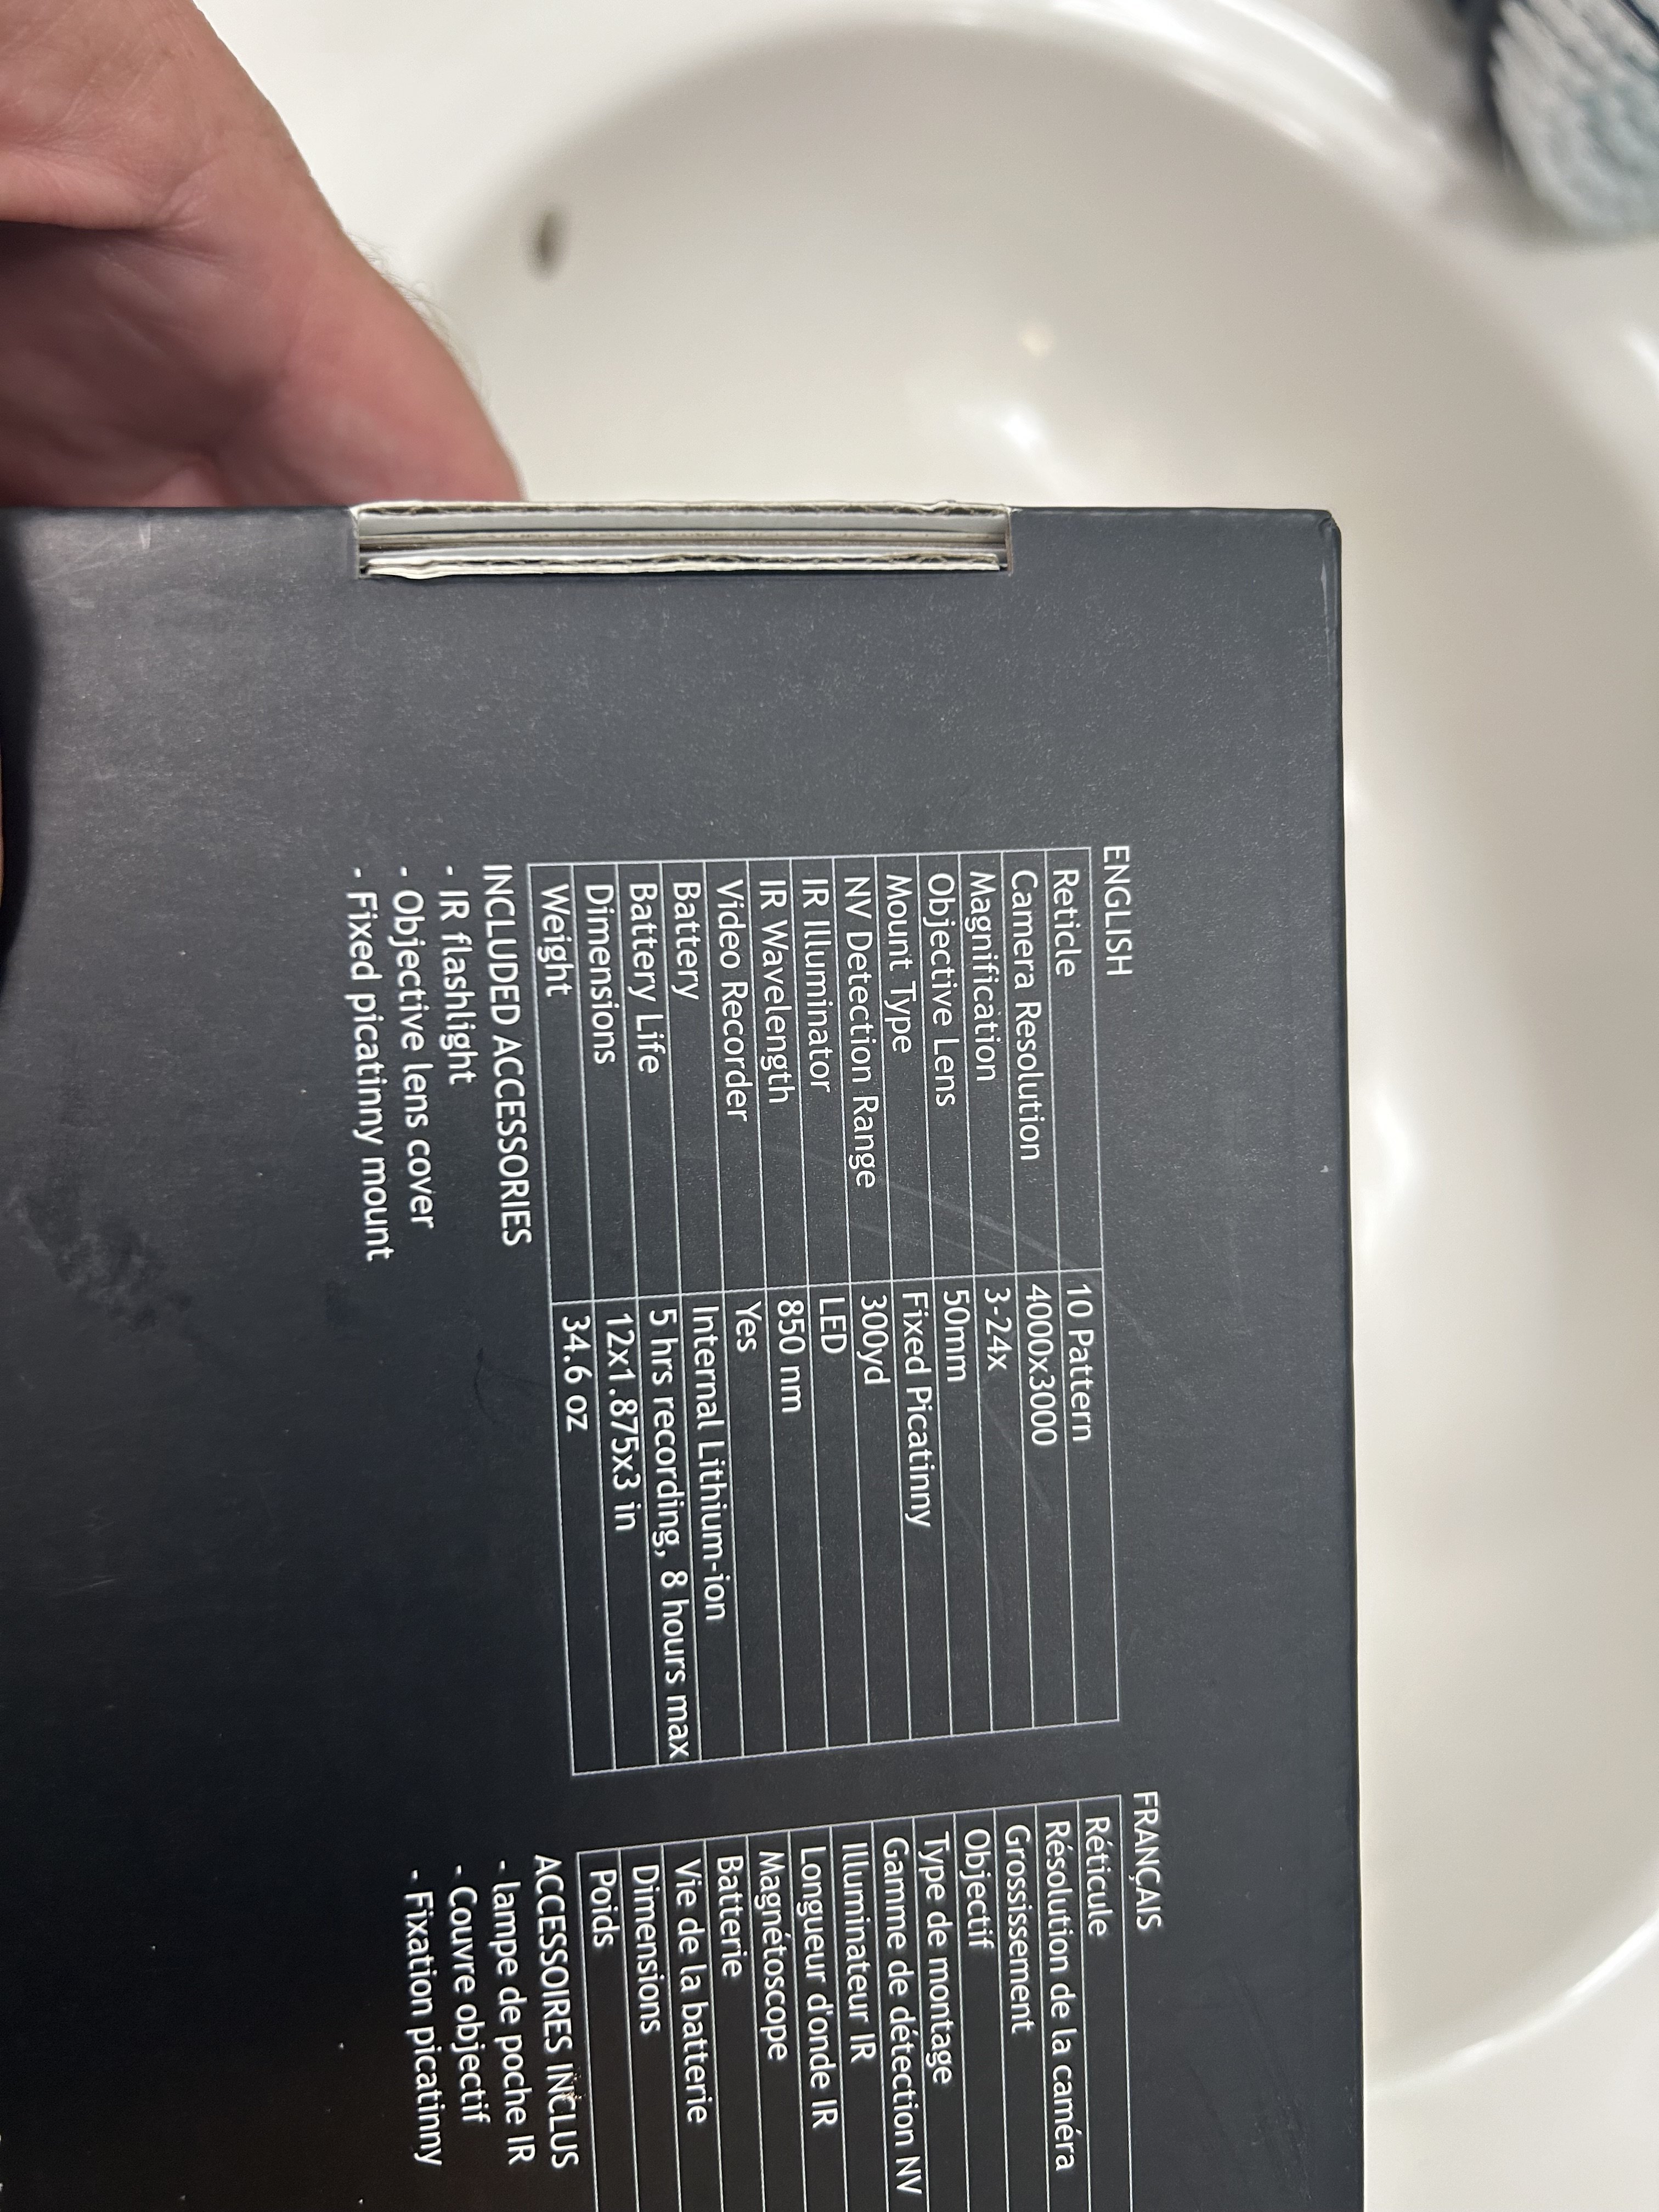 ENGLISH
Reticle 10 Pattern
Camera Resolution 4000x3000
Magnification 3-24x
Objective Lens 50mm
Mount Type Fixed Picatinny
NV Detection Range 300yd
IR Illuminator LED
IR Wavelength 850 nm
Video Recorder Yes
Battery Internal Lithium-ion
Battery Life 5 hrs recording, 8 hours max
Dimensions 12x1.875x3 in
Weight 34.6 oz
INCLUDED ACCESSORIES
- IR flashlight
- Objective lens cover
- Fixed picatinny mount
FRANÇAIS
Réticule
Résolution de la caméra
Grossissement
Objectif
Type de montage
Gamme de détection NV
Illuminateur IR
Longueur d'onde IR
Magnétoscope
Batterie
Vie de la batterie
Dimensions
Poids
ACCESSOIRES INCLUS
- lampe de poche IR
- Couvre objectif
- Fixation picatinny